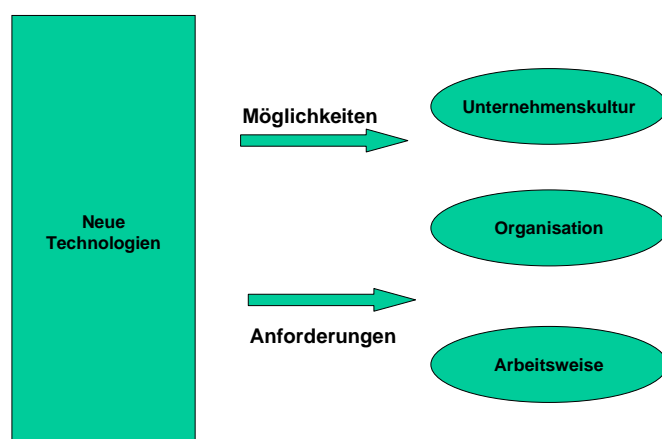 Neue
Technologien
Möglichkeiten
Anforderungen
Unternehmenskultur
Organisation
Arbeitsweise